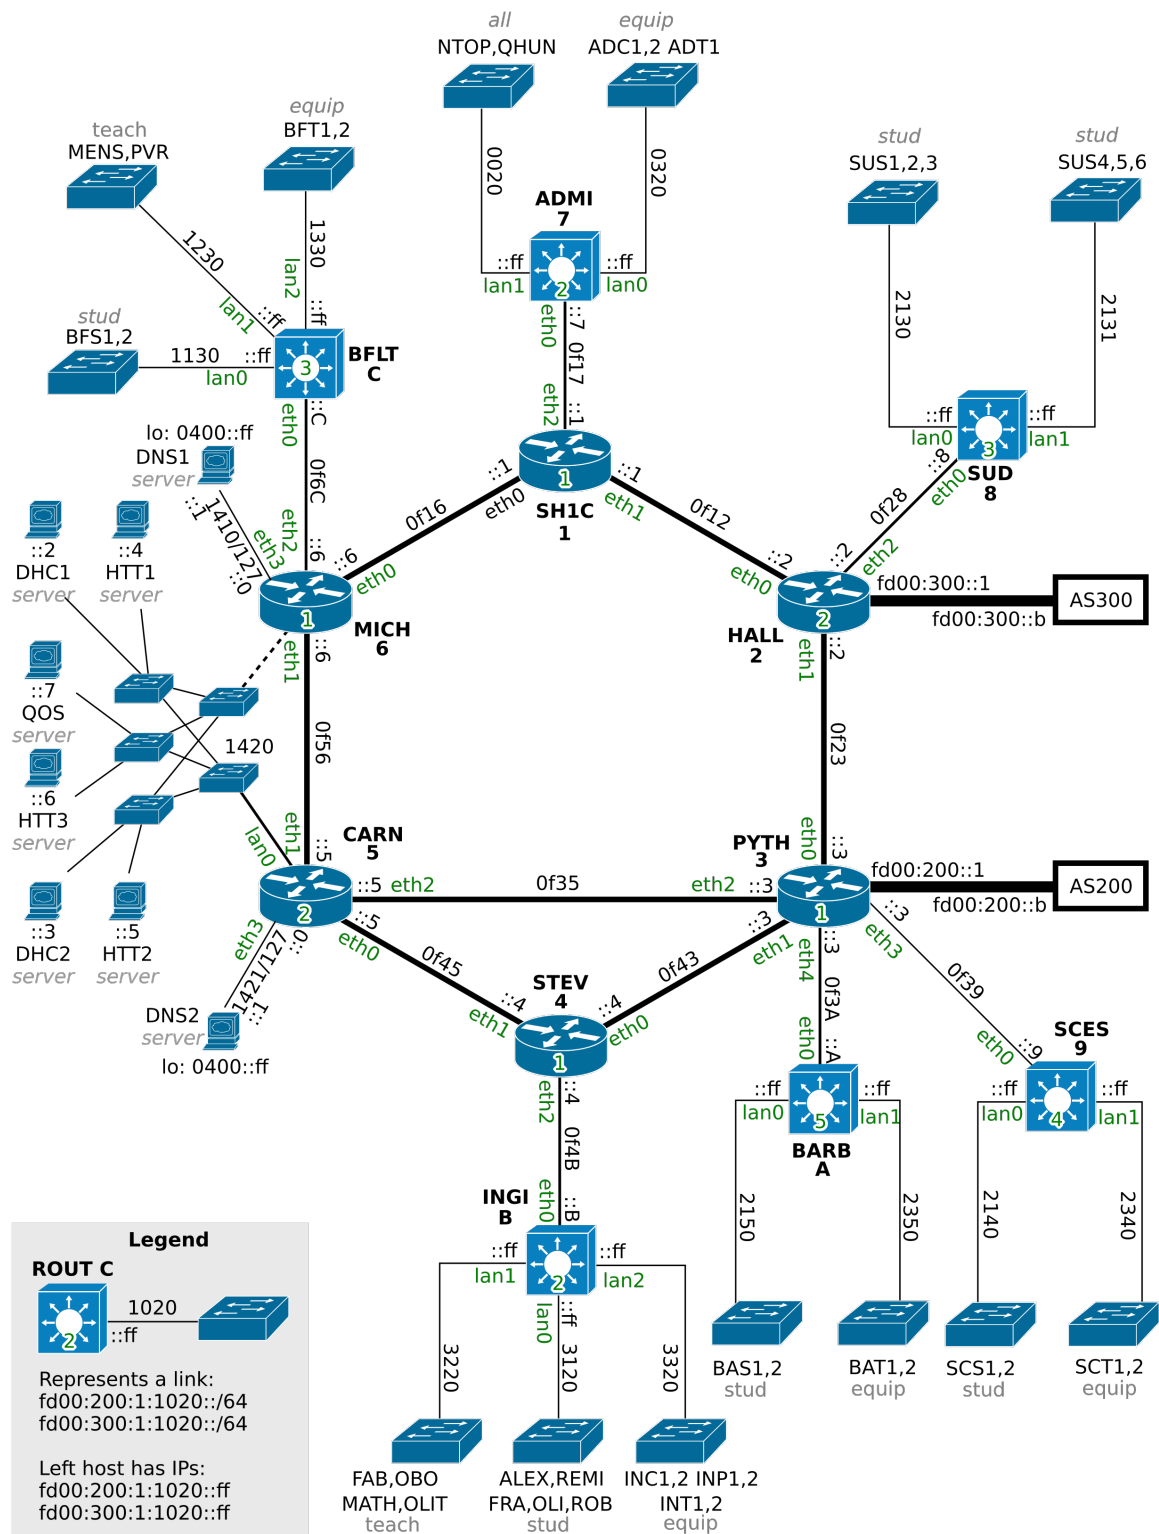 all
NTOP,QHUN
equip
ADC1,2 ADT1
0020
0320
ADMI
7
2
::ff
lan1
::ff
lan0
eth0
::7
0f17
eth2
::1
teach
MENS,PVR
equip
BFT1,2
1230
1330
lan2
lan1
::ff
::ff
stud
BFS1,2
1130
::ff
lan0
3
BFLT
C
eth0
::C
0f6C
eth2
::6
stud
SUS1,2,3
stud
SUS4,5,6
2130
2131
::ff
lan0
::ff
lan1
3
SUD
8
::8
eth0
0f28
::2
eth2
1
SH1C
1
::1
eth0
0f16
::6
eth0
::1
eth1
0f12
::2
eth0
lo: 0400::ff
DNS1
server
::1
1410/127
::0
eth3
::2
DHC1
server
::4
HTT1
server
1
MICH
6
eth1
::6
0f56
eth1
::5
2
HALL
2
fd00:300::1
fd00:300::b
AS300
eth1
::2
0f23
eth0
::3
::7
QOS
server
::6
HTT3
server
1420
lan0
::3
DHC2
server
::5
HTT2
server
CARN
5
2
::5
eth2
0f35
eth2
::3
PYTH
3
1
fd00:200::1
fd00:200::b
AS200
::5
eth0
0f45
::4
eth1
::3
eth1
0f43
::4
eth0
eth3
::0
1421/127
::1
DNS2
server
lo: 0400::ff
STEV
4
1
::3
eth4
0f3A
eth0
::A
::3
eth3
0f39
::9
eth0
SCES
9
4
::ff
lan0
::ff
lan1
5
BARB
A
::ff
lan0
::ff
lan1
2150
2350
2140
2340
::4
eth2
0f4B
eth0
::B
INGI
B
2
::ff
lan1
::ff
lan0
::ff
lan2
3220
3120
3320
BAS1,2
stud
BAT1,2
equip
SCS1,2
stud
SCT1,2
equip
FAB,OBO
MATH,OLIT
teach
ALEX,REMI
FRA,OLI,ROB
stud
INC1,2 INP1,2
INT1,2
equip
Legend
ROUT C
2
1020
::ff
Represents a link:
fd00:200:1:1020::/64
fd00:300:1:1020::/64
Left host has IPs:
fd00:200:1:1020::ff
fd00:300:1:1020::ff